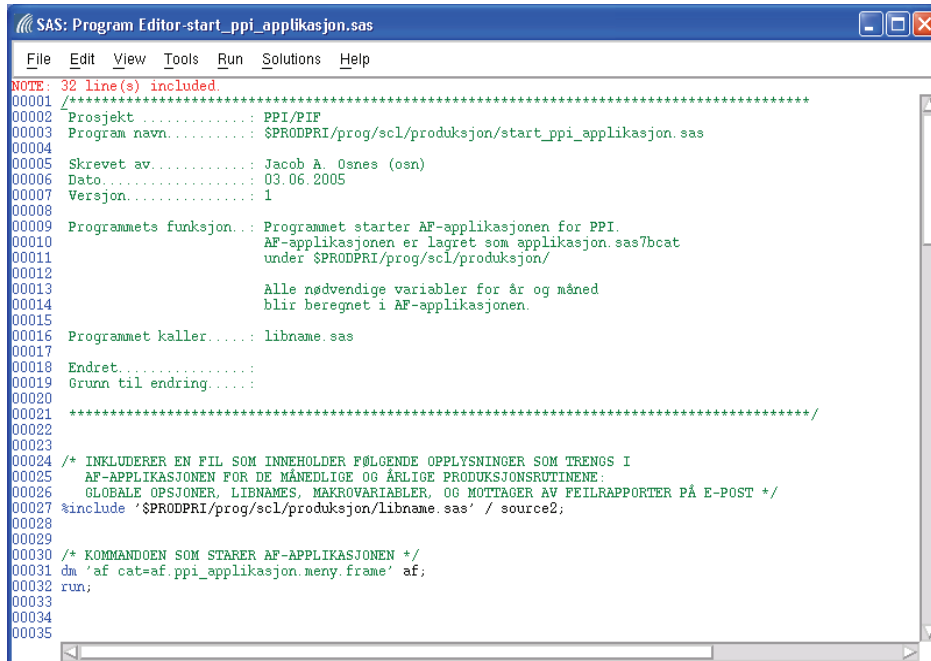 SAS: Program Editor-start_ppi_applikasjon.sas
File Edit View Tools Run Solutions Help
NOTE: 32 line(s) included.
00001 /******************************************************************************************
00002 Prosjekt .............: PPI/PIF
00003 Program navn..........: $PRODPRI/prog/scl/produksjon/start_ppi_applikasjon.sas
00004
00005 Skrevet av............: Jacob A. Osnes (osn)
00006 Dato..................: 03.06.2005
00007 Versjon...............: 1
00008
00009 Programmets funksjon..: Programmet starter AF-applikasjonen for PPI.
00010 AF-applikasjonen er lagret som applikasjon.sas7bcat
00011 under $PRODPRI/prog/scl/produksjon/
00012
00013 Alle nødvendige variabler for år og måned
00014 blir beregnet i AF-applikasjonen.
00015
00016 Programmet kaller.....: libname.sas
00017
00018 Endret................:
00019 Grunn til endring.....:
00020
00021 ******************************************************************************************/
00022
00023
00024 /* INKLUDERER EN FIL SOM INNEHOLDER FØLGENDE OPPLYSNINGER SOM TRENGS I
00025 AF-APPLIKASJONEN FOR DE MÅNEDLIGE OG ÅRLIGE PRODUKSJONSRUTINENE:
00026 GLOBALE OPSJONER, LIBNAMES, MAKROVARIABLER, OG MOTTAGER AV FEILRAPPORTER PÅ E-POST */
00027 %include '$PRODPRI/prog/scl/produksjon/libname.sas' / source2;
00028
00029
00030 /* KOMMANDOEN SOM STARER AF-APPLIKASJONEN */
00031 dm 'af cat=af.ppi_applikasjon.meny.frame' af;
00032 run;
00033
00034
00035